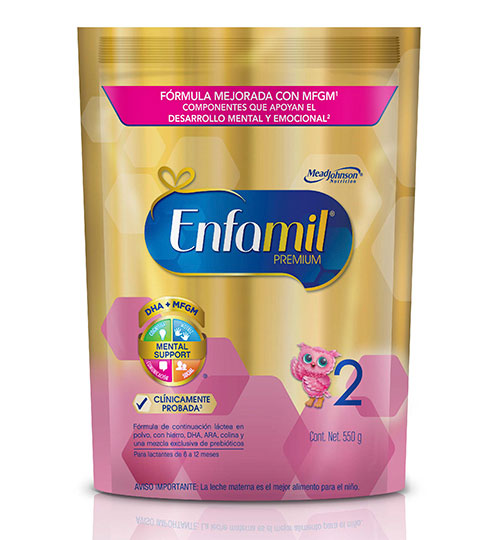 FÓRMULA MEJORADA CON MFGM¹
COMPONENTES QUE APOYAN EL
DESARROLLO MENTAL Y EMOCIONAL²
MeadJohnson®
Nutrition
Enfamil®
PREMIUM
DHA + MFGM
MENTAL
SUPPORT
CLÍNICAMENTE
PROBADA³
2
Cont. Net. 550 g
Fórmula de continuación láctea en
polvo, con hierro, DHA, ARA, colina y
una mezcla exclusiva de prebióticos
Para lactantes de 6 a 12 meses
AVISO IMPORTANTE: La leche materna es el mejor alimento para el niño.